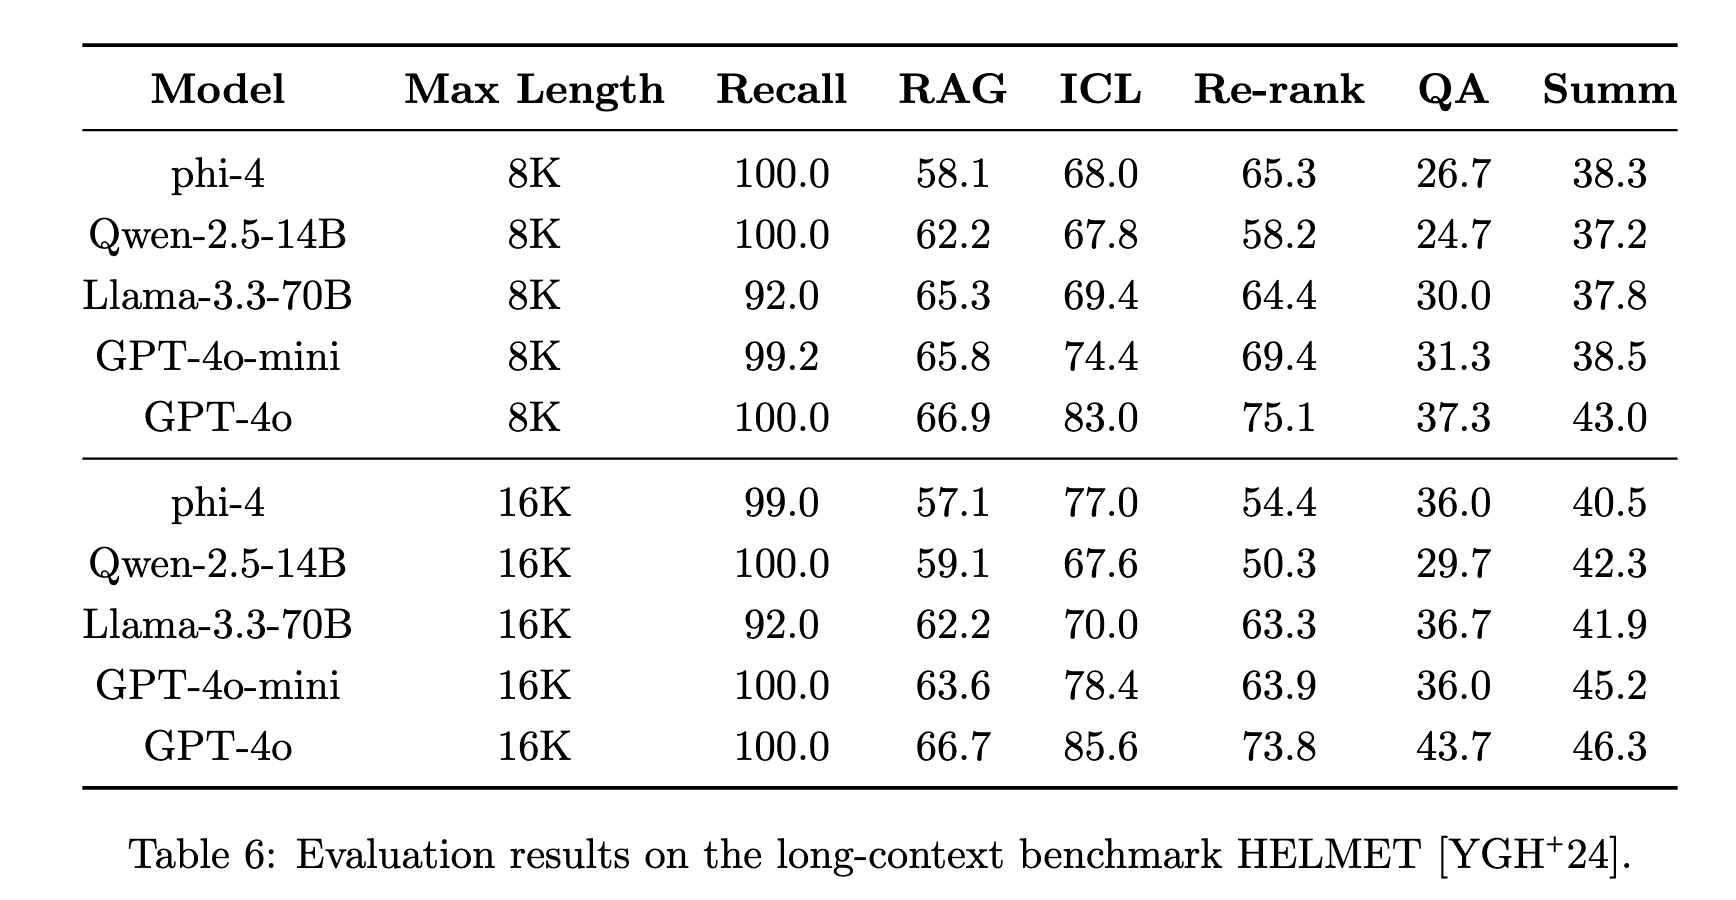 Model Max Length Recall RAG ICL Re-rank QA Summ
phi-4 8K 100.0 58.1 68.0 65.3 26.7 38.3
Qwen-2.5-14B 8K 100.0 62.2 67.8 58.2 24.7 37.2
Llama-3.3-70B 8K 92.0 65.3 69.4 64.4 30.0 37.8
GPT-4o-mini 8K 99.2 65.8 74.4 69.4 31.3 38.5
GPT-4o 8K 100.0 66.9 83.0 75.1 37.3 43.0
phi-4 16K 99.0 57.1 77.0 54.4 36.0 40.5
Qwen-2.5-14B 16K 100.0 59.1 67.6 50.3 29.7 42.3
Llama-3.3-70B 16K 92.0 62.2 70.0 63.3 36.7 41.9
GPT-4o-mini 16K 100.0 63.6 78.4 63.9 36.0 45.2
GPT-4o 16K 100.0 66.7 85.6 73.8 43.7 46.3
Table 6: Evaluation results on the long-context benchmark HELMET [YGH⁺24].